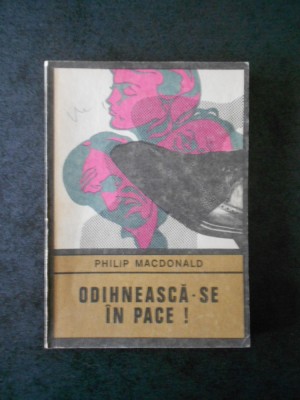 PHILIP MACDONALD
ODIHNEASCĂ-SE
ÎN PACE !